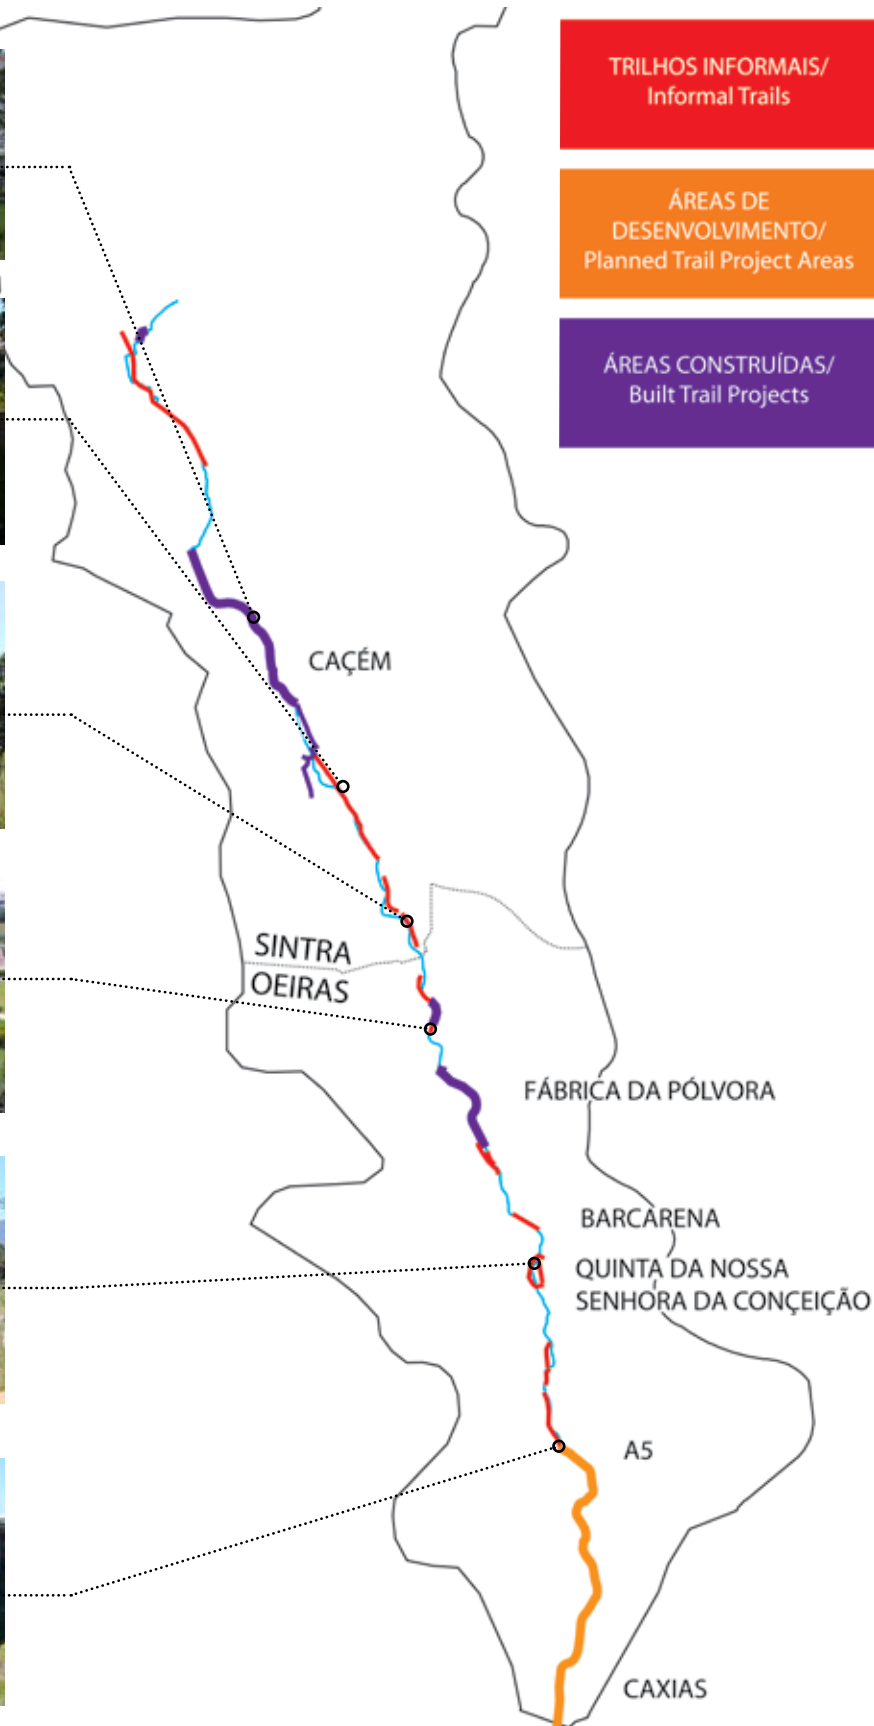 TRILHOS INFORMAIS/
Informal Trails
ÁREAS DE
DESENVOLVIMENTO/
Planned Trail Project Areas
ÁREAS CONSTRUÍDAS/
Built Trail Projects
CAÇÉM
SINTRA
OEIRAS
FÁBRICA DA PÓLVORA
BARCARENA
QUINTA DA NOSSA
SENHORA DA CONÇEIÇÃO
A5
CAXIAS